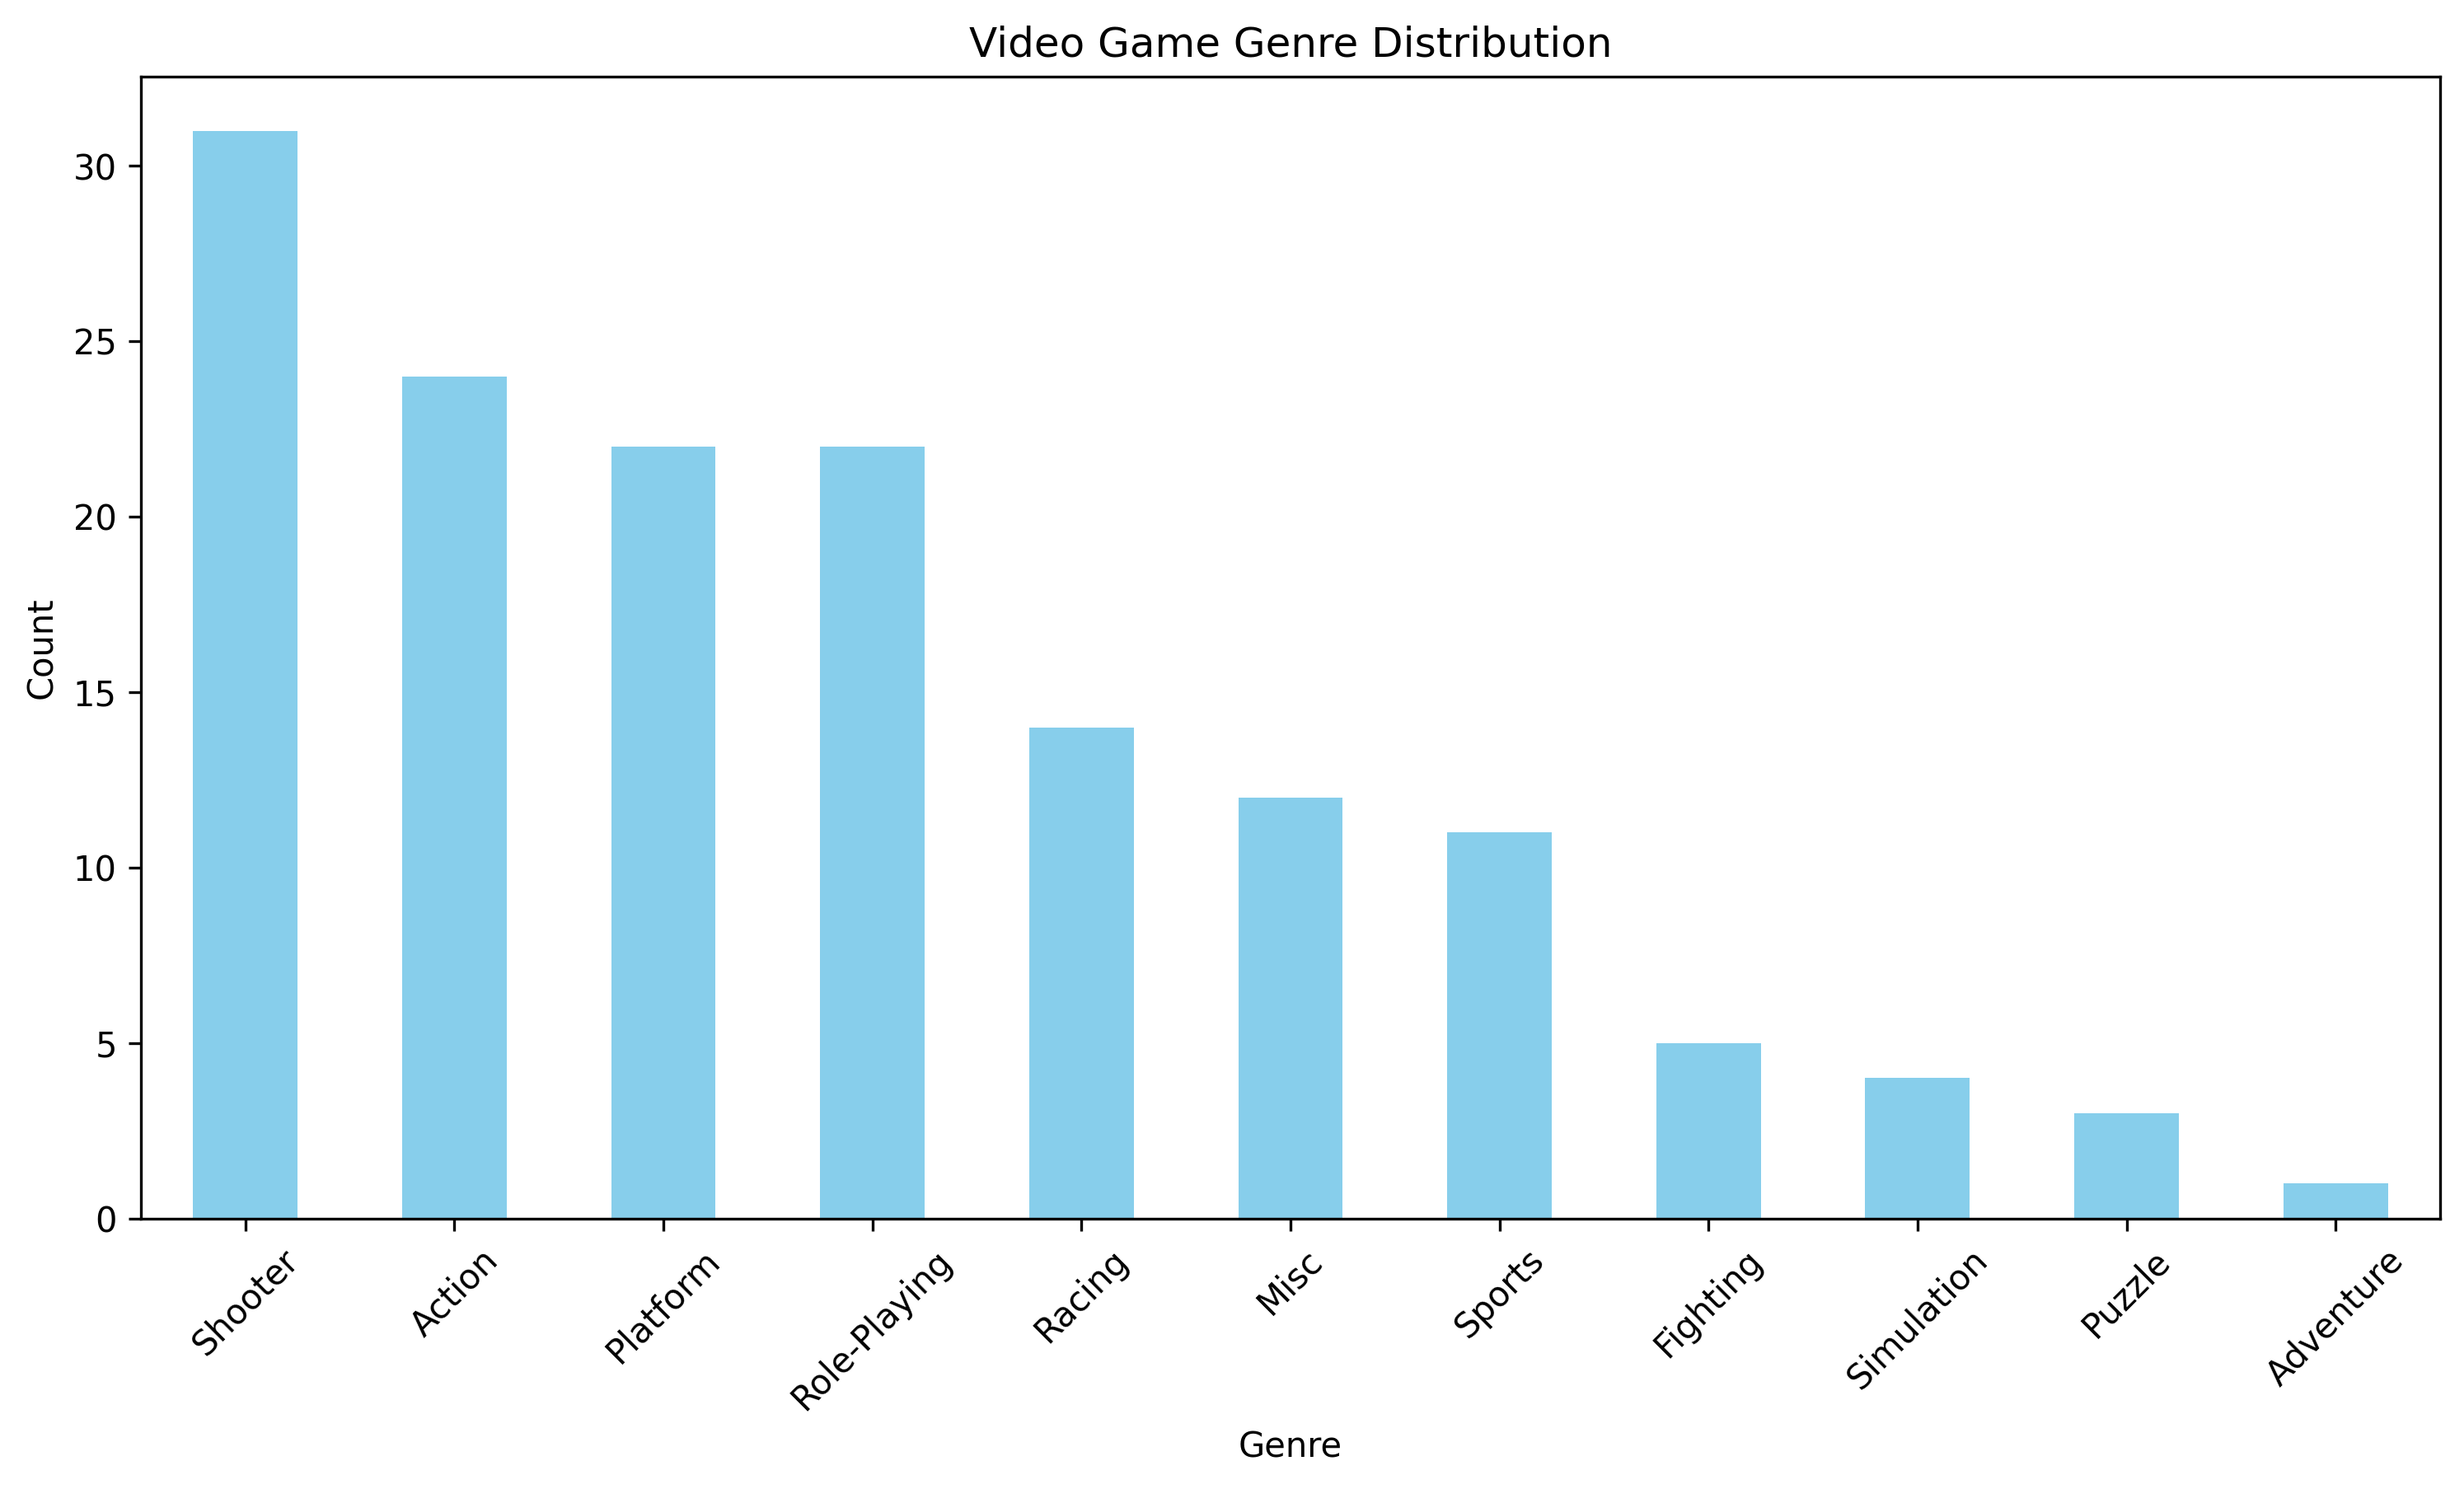 Video Game Genre Distribution
Count
30
25
20
15
10
5
0
Shooter
Action
Platform
Role-Playing
Racing
Misc
Sports
Fighting
Simulation
Puzzle
Adventure
Genre